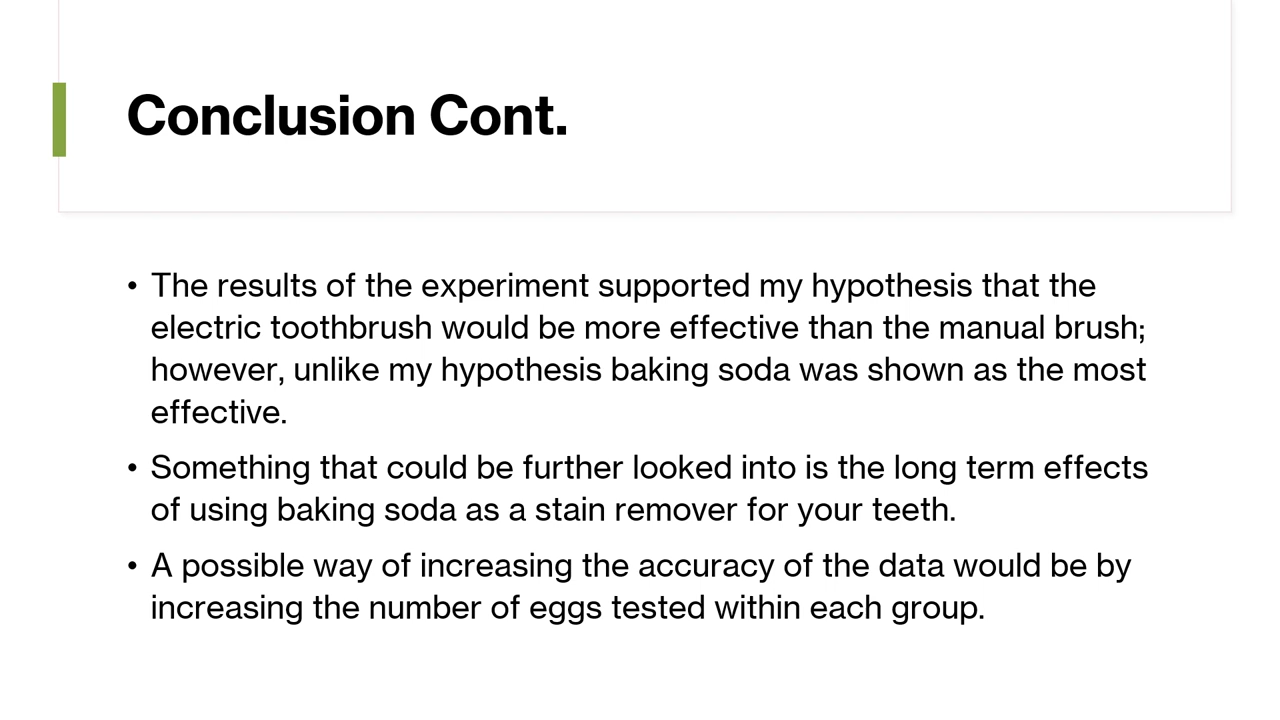 Conclusion Cont.
• The results of the experiment supported my hypothesis that the
electric toothbrush would be more effective than the manual brush;
however, unlike my hypothesis baking soda was shown as the most
effective.
• Something that could be further looked into is the long term effects
of using baking soda as a stain remover for your teeth.
• A possible way of increasing the accuracy of the data would be by
increasing the number of eggs tested within each group.